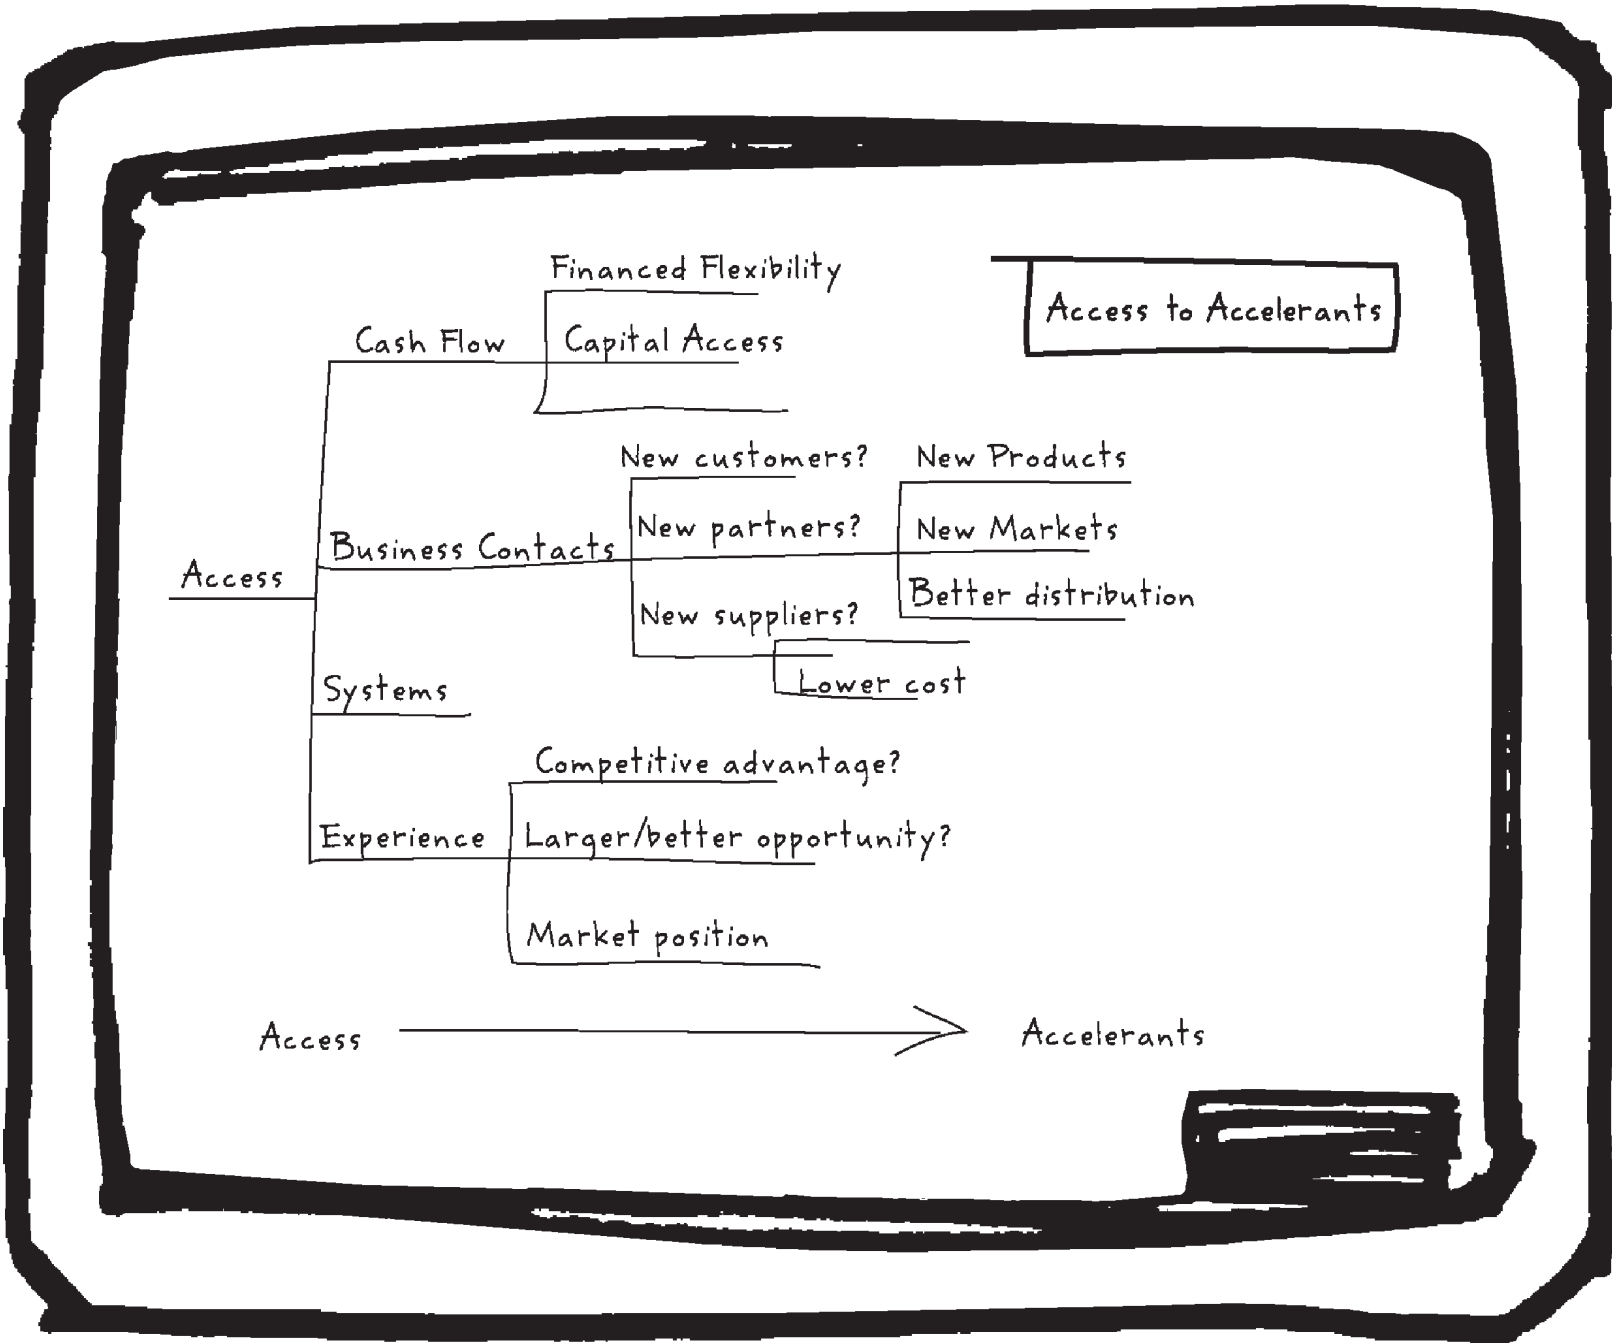 Financed Flexibility
Access to Accelerants
Cash Flow
Capital Access
New customers?
New Products
Business Contacts
New partners?
New Markets
Access
Better distribution
New suppliers?
Systems
Lower cost
Competitive advantage?
Experience
Larger/better opportunity?
Market position
Access
Accelerants